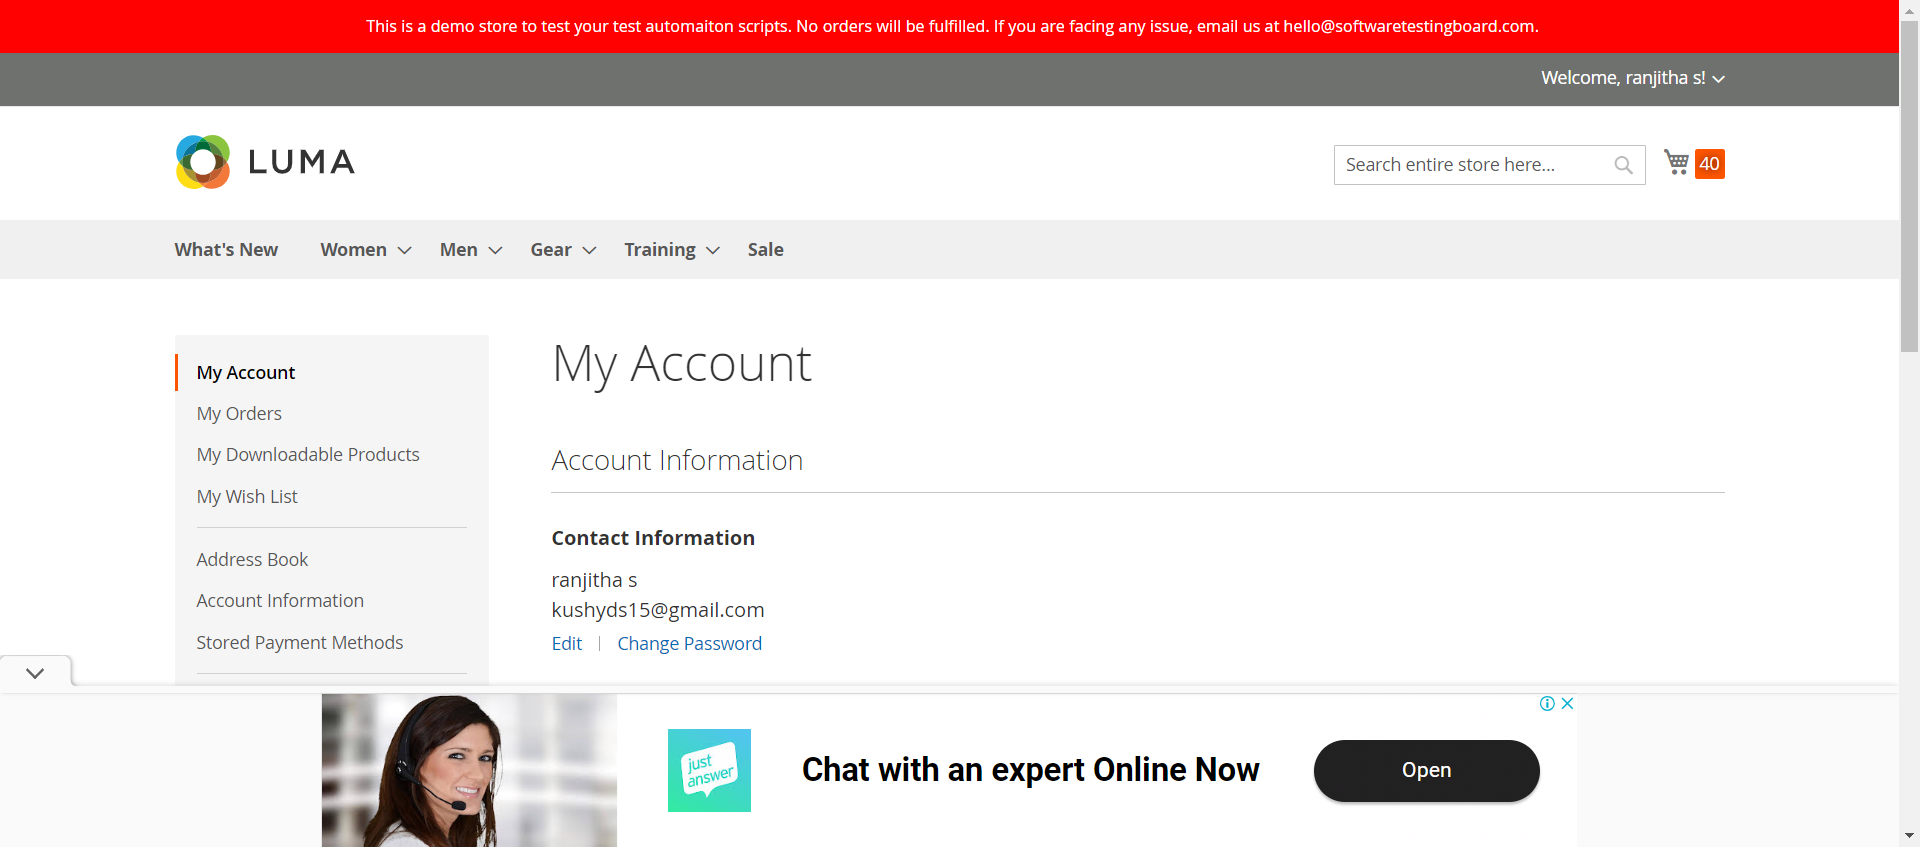 This is a demo store to test your test automaiton scripts. No orders will be fulfilled. If you are facing any issue, email us at hello@softwaretestingboard.com.
Welcome, ranjitha s!
LUMA
Search entire store here...
40
What's New
Women
Men
Gear
Training
Sale
My Account
My Orders
My Downloadable Products
My Wish List
Address Book
Account Information
Stored Payment Methods
My Account
Account Information
Contact Information
ranjitha s
kushyds15@gmail.com
Edit | Change Password
just
answer
Chat with an expert Online Now
Open